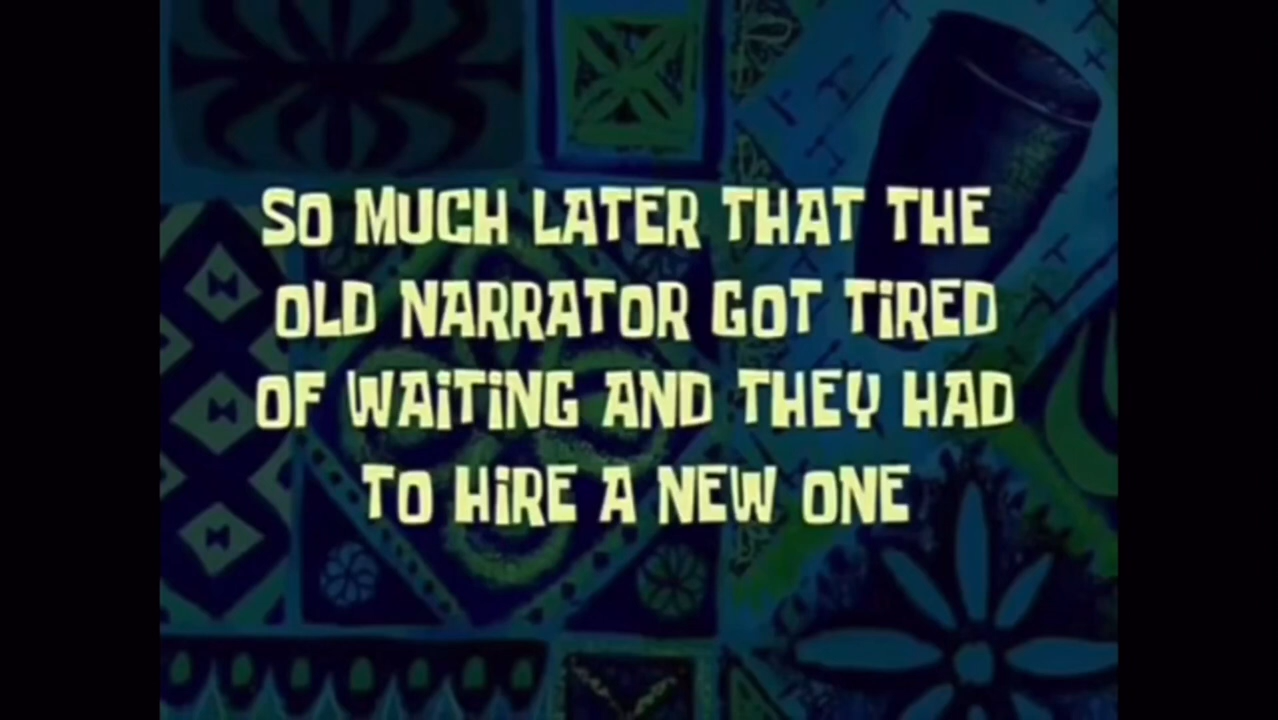 SO MUCH LATER THAT THE
OLD NARRATOR GOT TIRED
OF WAITING AND THEY HAD
TO HIRE A NEW ONE